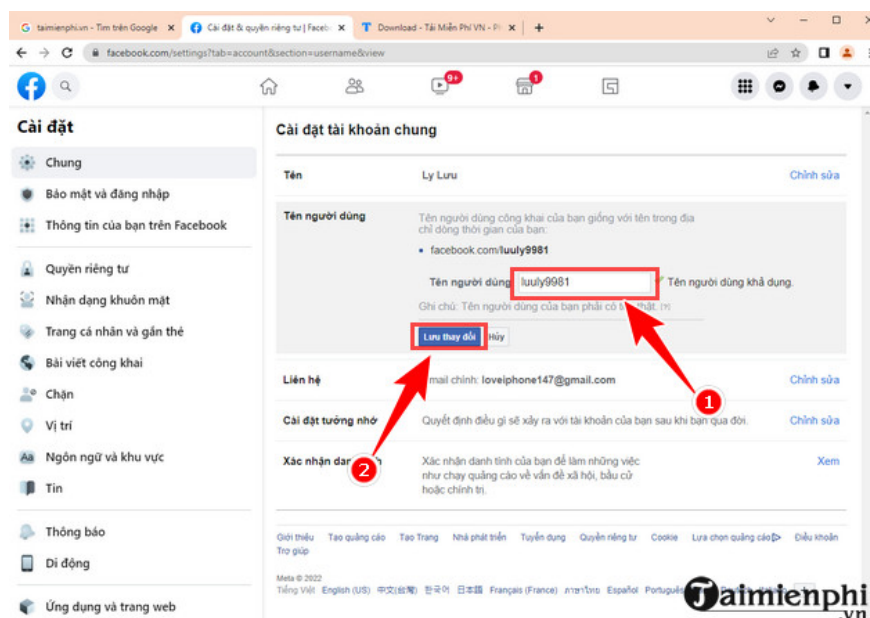 taimienphi.vn - Tìm trên Google
Cài đặt & quyền riêng tư | Faceb
Download - Tải Miễn Phí VN - Ph
facebook.com/settings?tab=account&section=username&view
9+
1
Cài đặt
Chung
Bảo mật và đăng nhập
Thông tin của bạn trên Facebook
Quyền riêng tư
Nhận dạng khuôn mặt
Trang cá nhân và gắn thẻ
Bài viết công khai
Chặn
Vị trí
Ngôn ngữ và khu vực
Tin
Thông báo
Di động
Ứng dụng và trang web
Cài đặt tài khoản chung
Tên Ly Luu Chỉnh sửa
Tên người dùng Tên người dùng công khai của bạn giống với tên trong địa
chỉ dòng thời gian của bạn:
facebook.com/luuly9981
Tên người dùng luuly9981 Tên người dùng khả dụng.
Ghi chú: Tên người dùng của bạn phải có thật. [?]
Lưu thay đổi Hủy
1
Liên hệ mail chính: loveiphone147@gmail.com Chỉnh sửa
Cài đặt tưởng nhớ Quyết định điều gì sẽ xảy ra với tài khoản của bạn sau khi bạn qua đời. Chỉnh sửa
2
Xác nhận Xác nhận danh tính của bạn để làm những việc Xem
như chạy quảng cáo về vấn đề xã hội, bầu cử
hoặc chính trị.
Giới thiệu Tạo quảng cáo Tạo Trang Nhà phát triển Tuyển dụng Quyền riêng tư Cookie Lựa chọn quảng cáo Điều khoản
Trợ giúp
Meta © 2022
Tiếng Việt English (US) 中文(台灣) 한국어 日本語 Français (France) ภาษาไทย Español Português
Taimienphi
.vn